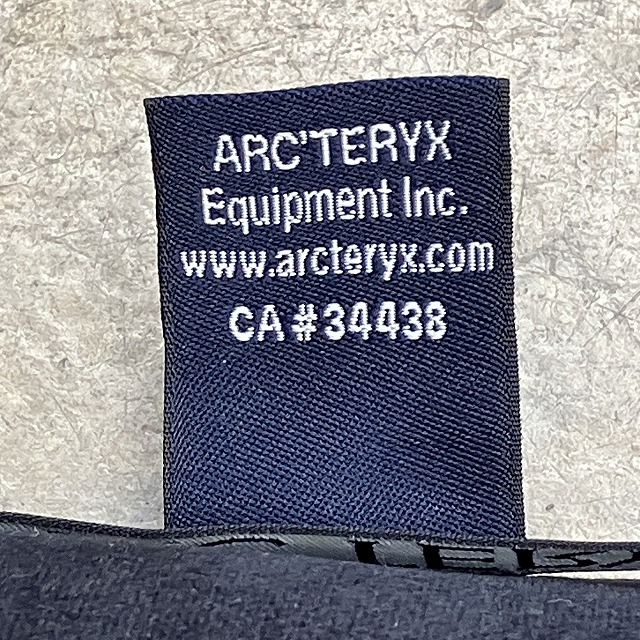 ARC'TERYX
Equipment Inc.
www.arcteryx.com
CA #34438